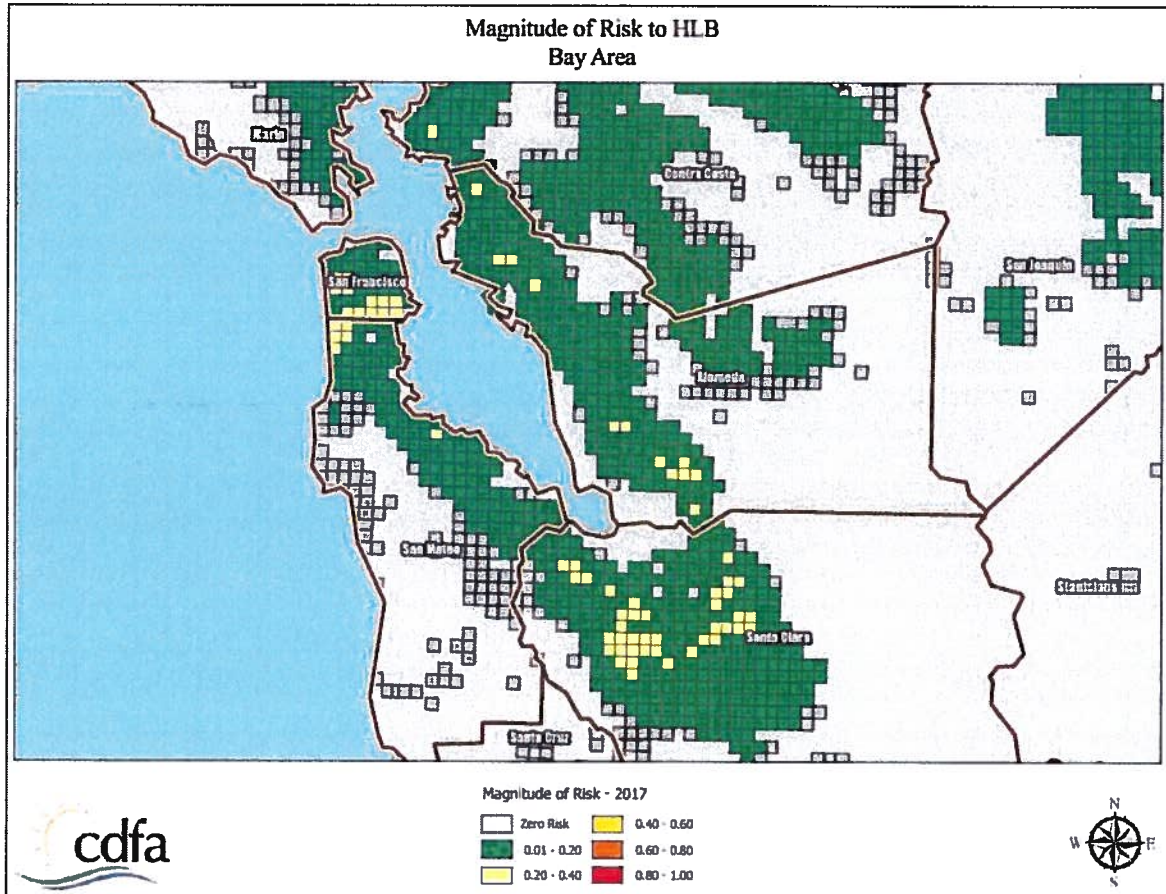 Magnitude of Risk to HLB
Bay Area
Marin
Contra Costa
San Francisco
San Joaquin
Alameda
San Mateo
Stanislaus
Santa Clara
Santa Cruz
Magnitude of Risk - 2017
Zero Risk
0.40 - 0.60
0.01 - 0.20
0.60 - 0.80
0.20 - 0.40
0.80 - 1.00
cdfa
N
W
E
S